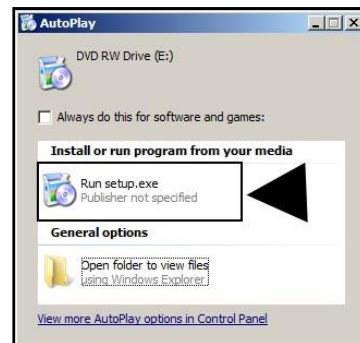 AutoPlay
DVD RW Drive (E:)
Always do this for software and games:
Install or run program from your media
Run setup.exe
Publisher not specified
General options
Open folder to view files
using Windows Explorer
View more AutoPlay options in Control Panel